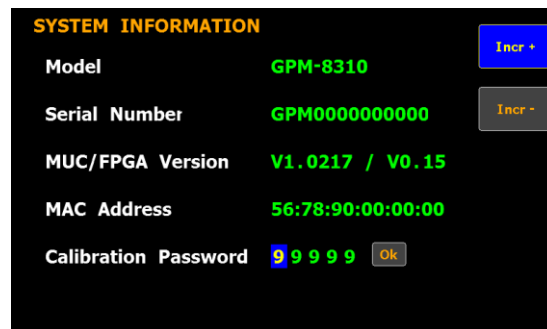 SYSTEM INFORMATION
Incr +
Model GPM-8310
Serial Number GPM0000000000
Incr -
MUC/FPGA Version V1.0217 / V0.15
MAC Address 56:78:90:00:00:00
Calibration Password 9 9 9 9 9 Ok